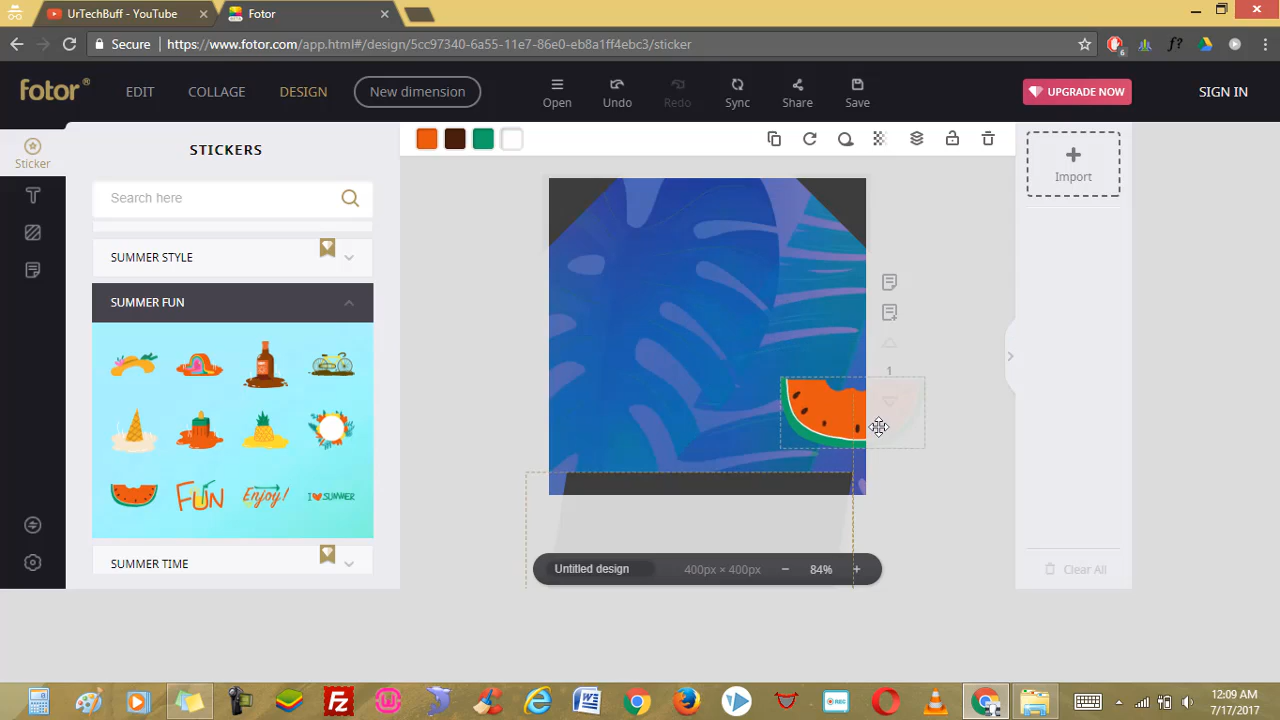 UrTechBuff - YouTube
Fotor
Secure
https://www.fotor.com/app.html#/design/5cc97340-6a55-11e7-86e0-eb8a1ff4ebc3/sticker
6
f?
fotor®
EDIT
COLLAGE
DESIGN
New dimension
Open
Undo
Redo
Sync
Share
Save
UPGRADE NOW
SIGN IN
Sticker
STICKERS
Import
Search here
SUMMER STYLE
SUMMER FUN
FUN
Enjoy!
I ♥ SUMMER
SUMMER TIME
1
Untitled design
400px × 400px
84%
Clear All
REC
12:09 AM
7/17/2017